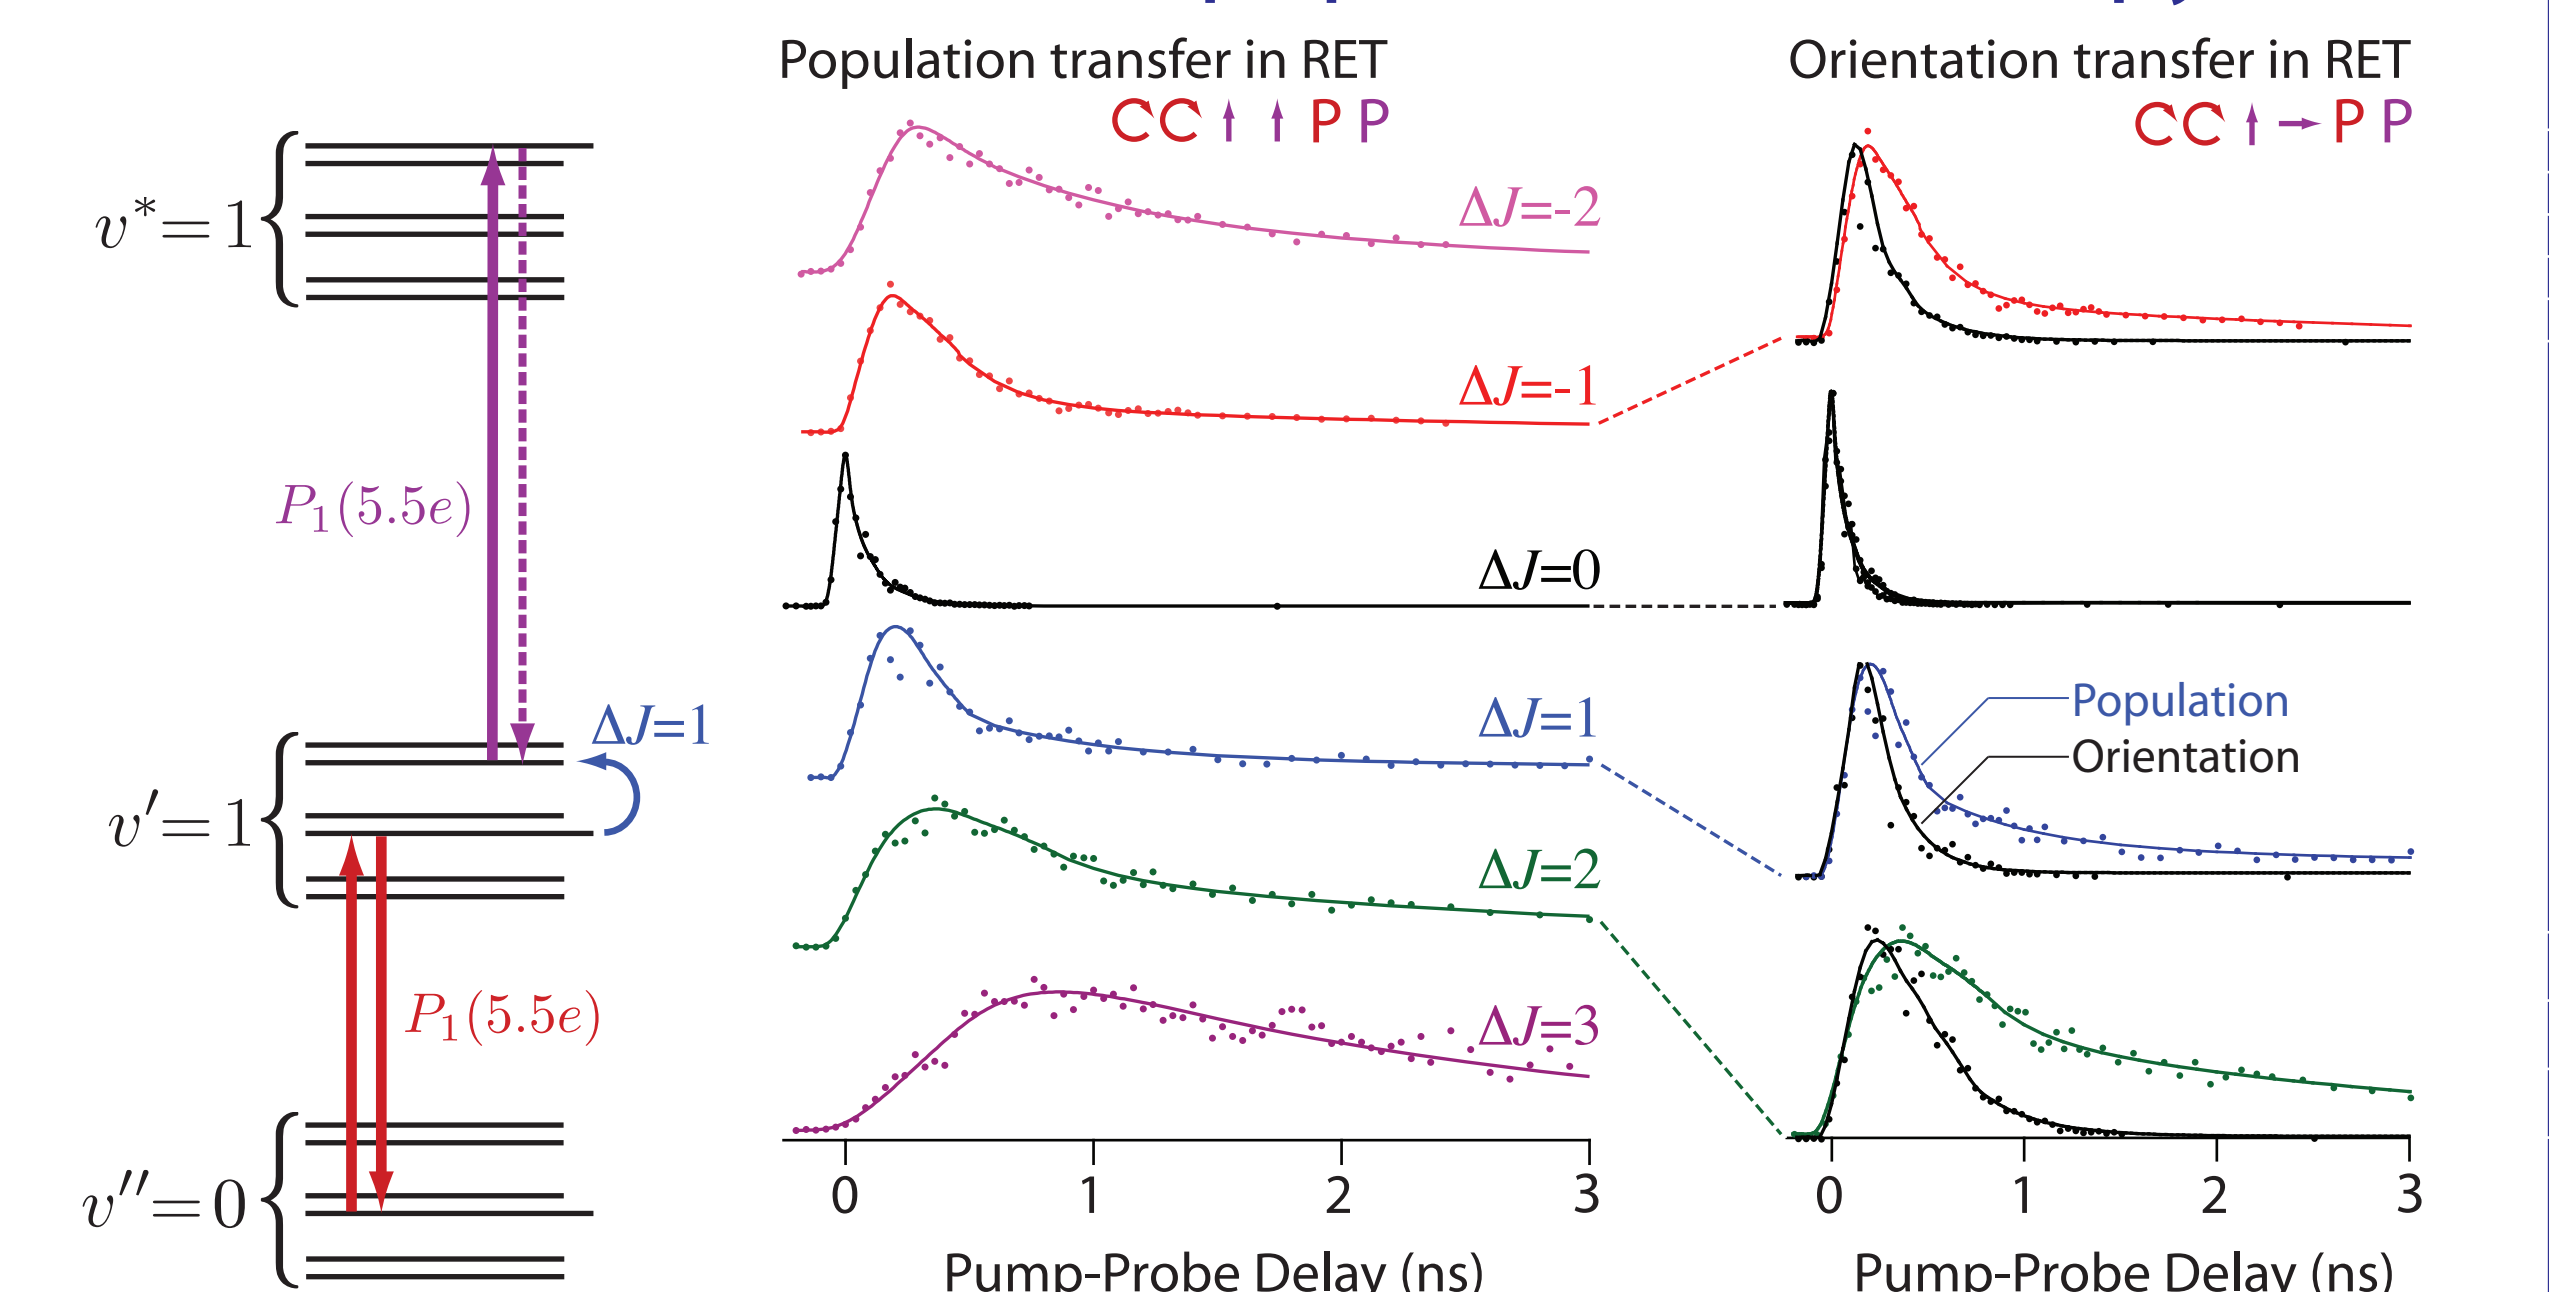 Population transfer in RET
C C ↑ ↑ P P
Orientation transfer in RET
C C ↑ → P P
v*= 1
P₁(5.5e)
v′= 1
ΔJ=1
P₁(5.5e)
v″= 0
ΔJ=-2
ΔJ=-1
ΔJ=0
ΔJ=1
ΔJ=2
ΔJ=3
0 1 2 3
Pump-Probe Delay (ns)
Population
Orientation
0 1 2 3
Pump-Probe Delay (ns)